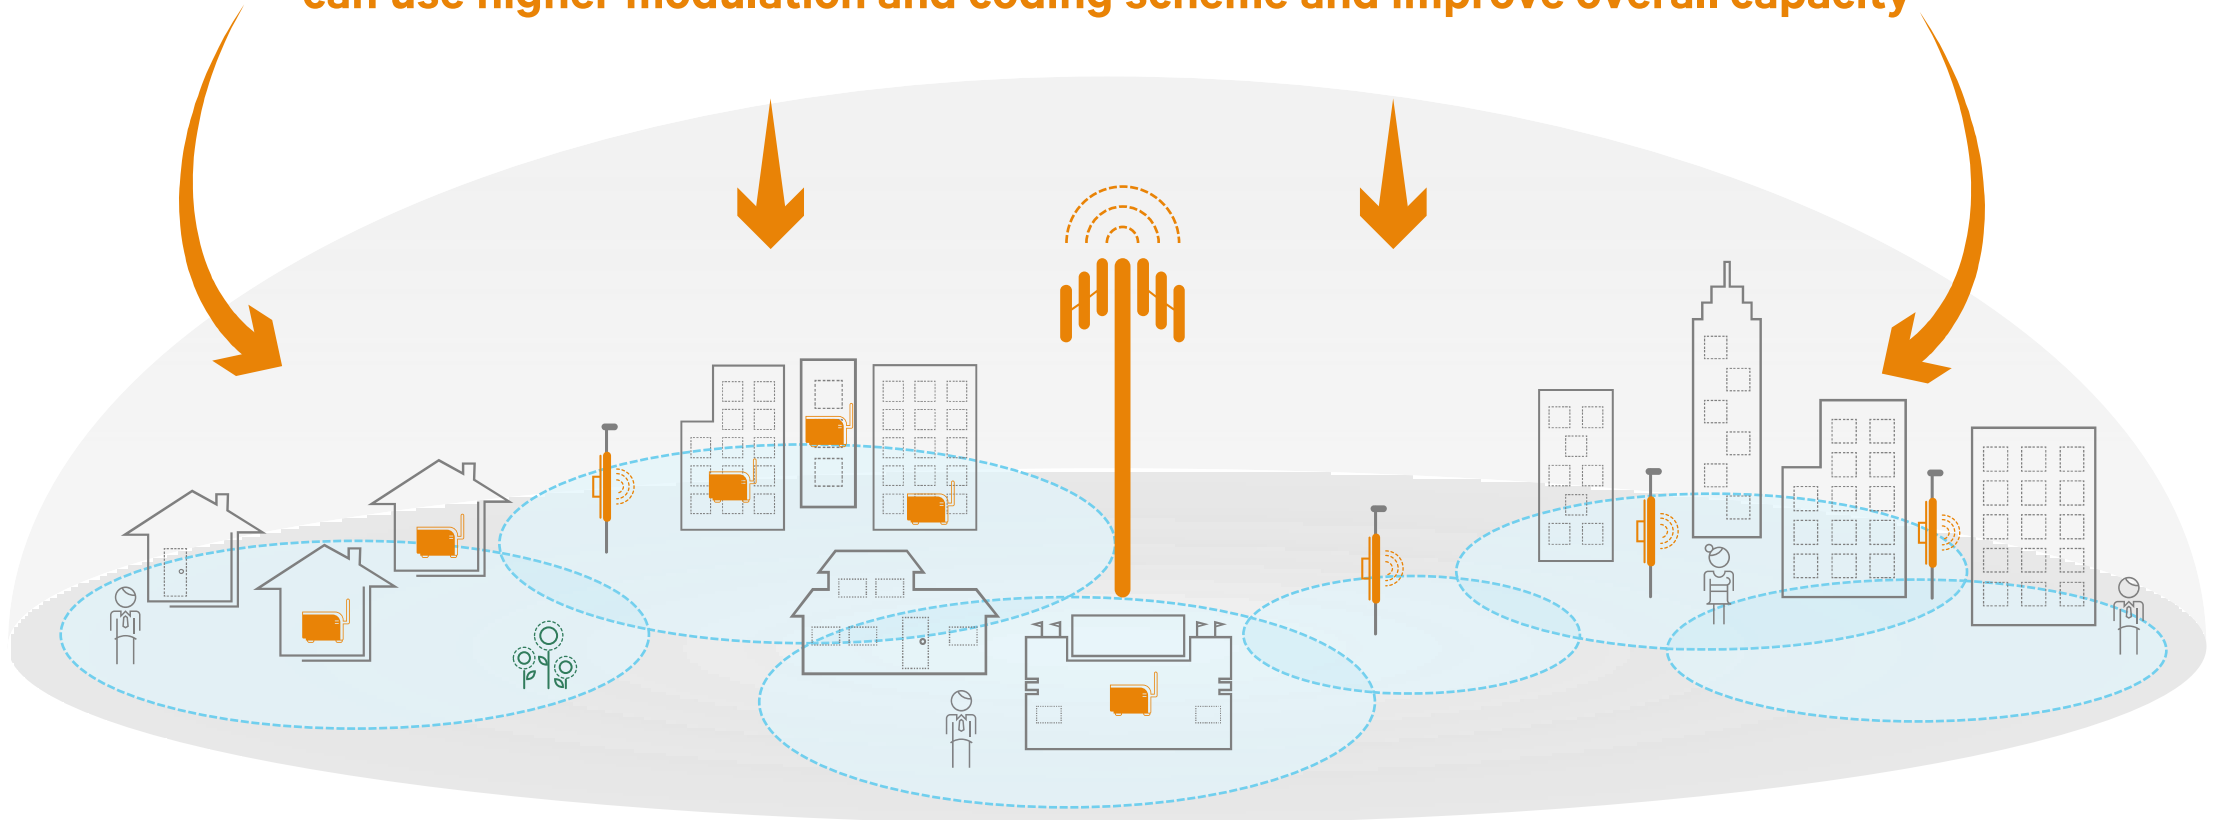 can use higher modulation and coding scheme and improve overall capacity